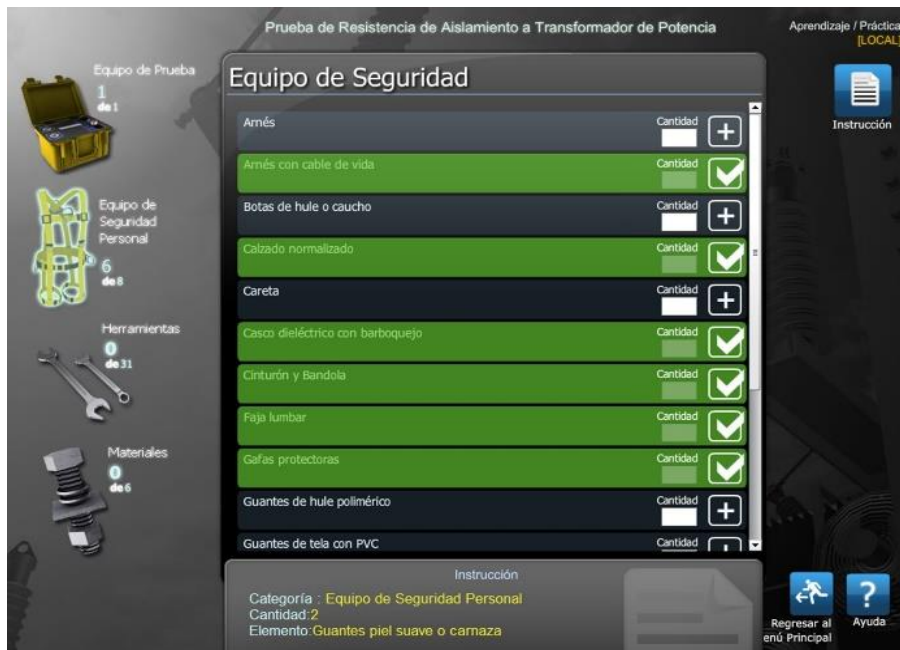 Prueba de Resistencia de Aislamiento a Transformador de Potencia
Aprendizaje / Práctica
[LOCAL]
Equipo de Prueba
1
de 1
Equipo de
Seguridad
Personal
6
de 8
Herramientas
0
de 31
Materiales
0
de 6
Equipo de Seguridad
Arnés Cantidad
Arnés con cable de vida Cantidad
Botas de hule o caucho Cantidad
Calzado normalizado Cantidad
Careta Cantidad
Casco dieléctrico con barboquejo Cantidad
Cinturón y Bandola Cantidad
Faja lumbar Cantidad
Gafas protectoras Cantidad
Guantes de hule polimérico Cantidad
Guantes de tela con PVC Cantidad
Instrucción
Instrucción
Categoría : Equipo de Seguridad Personal
Cantidad:2
Elemento:Guantes piel suave o carnaza
Regresar al
enú Principal
Ayuda